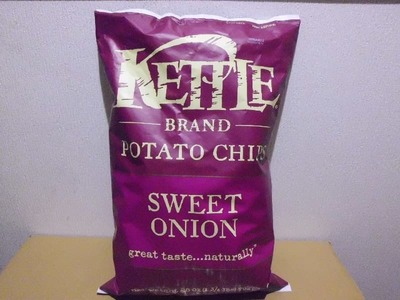 KETTLE
BRAND
POTATO CHIPS
SWEET
ONION
great taste...naturally